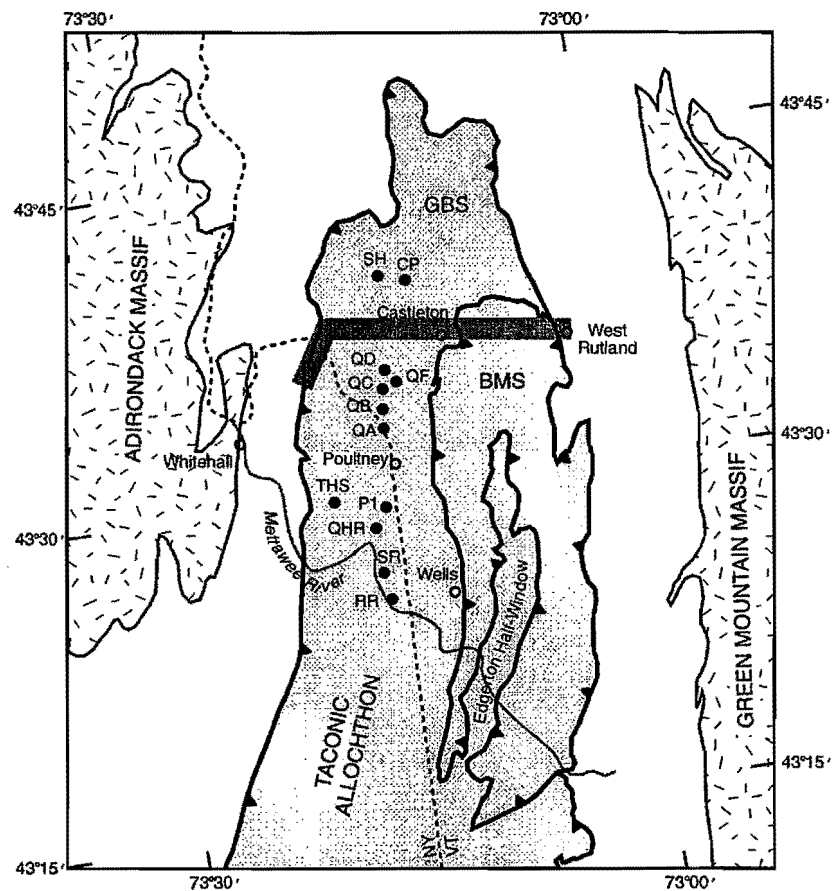 73°30'
73°00'
43°45'
43°45'
GBS
SH
CP
ADIRONDACK MASSIF
Castleton
West
Rutland
QD
QF
QC
BMS
QB
QA
43°30'
Whitehall
Poultney
THS
P1
QHR
43°30'
Mettawee River
SR
Wells
RR
Edgerton Half-Window
GREEN MOUNTAIN MASSIF
TACONIC
ALLOCHTHON
43°15'
NY
VT
43°15'
73°30'
73°00'